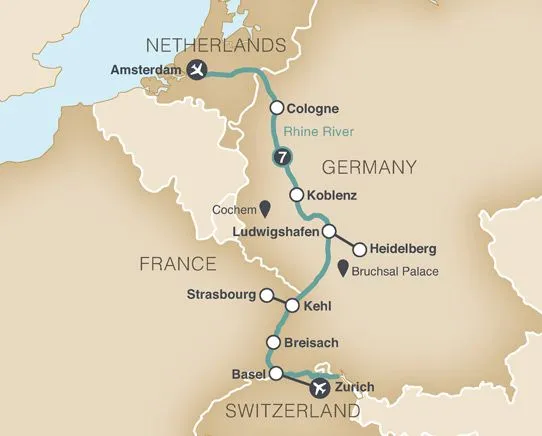 NETHERLANDS
Amsterdam
Cologne
Rhine River
7
GERMANY
Koblenz
Cochem
Ludwigshafen
Heidelberg
FRANCE
Bruchsal Palace
Strasbourg
Kehl
Breisach
Basel
Zurich
SWITZERLAND